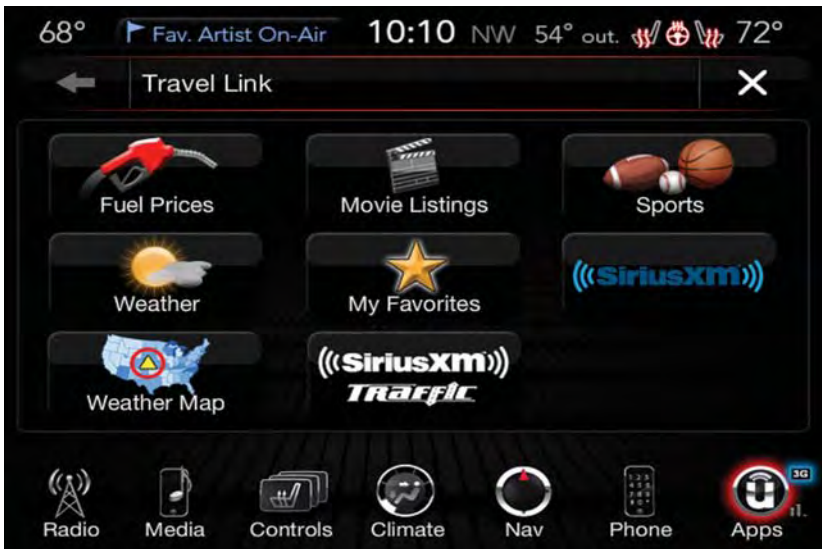 68° Fav. Artist On-Air 10:10 NW 54° out. 72°
Travel Link
Fuel Prices Movie Listings Sports
Weather My Favorites ((SiriusXM))
Weather Map ((SiriusXM)) Traffic
3G
Radio Media Controls Climate Nav Phone Apps